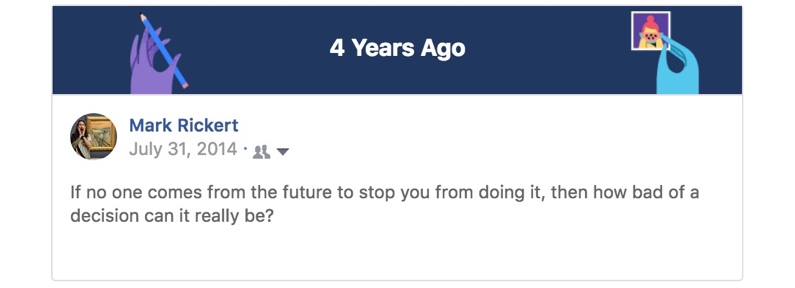 4 Years Ago
Mark Rickert
July 31, 2014 ·
If no one comes from the future to stop you from doing it, then how bad of a
decision can it really be?